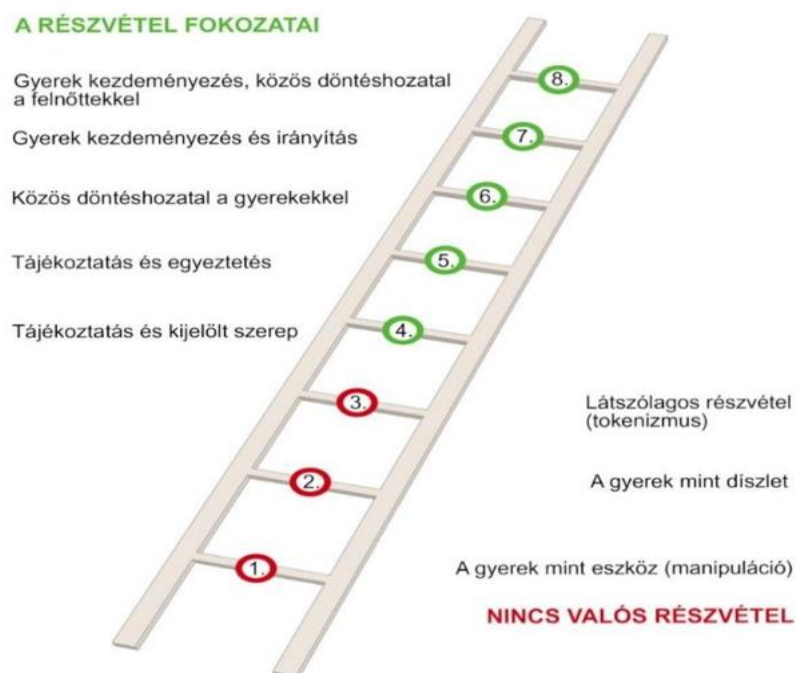 A RÉSZVÉTEL FOKOZATAI
Gyerek kezdeményezés, közös döntéshozatal
a felnőttekkel
8.
Gyerek kezdeményezés és irányítás
7.
Közös döntéshozatal a gyerekekkel
6.
Tájékoztatás és egyeztetés
5.
Tájékoztatás és kijelölt szerep
4.
3.
Látszólagos részvétel
(tokenizmus)
2.
A gyerek mint díszlet
1.
A gyerek mint eszköz (manipuláció)
NINCS VALÓS RÉSZVÉTEL